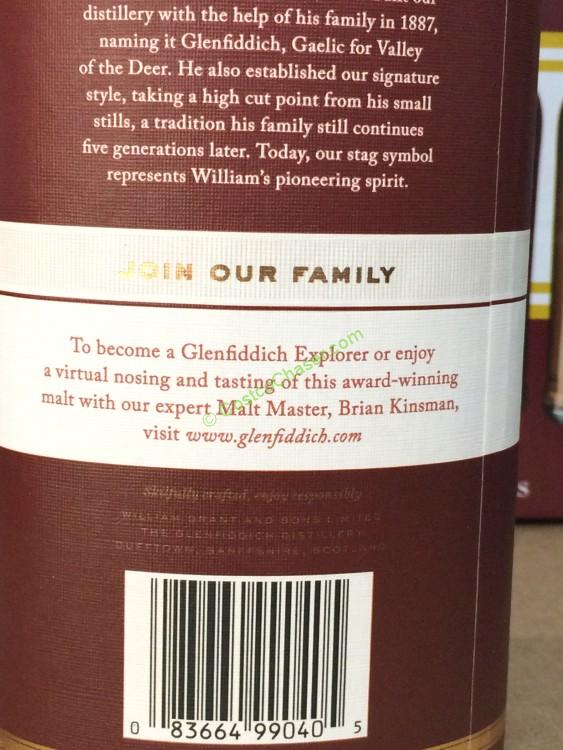 our
distillery with the help of his family in 1887,
naming it Glenfiddich, Gaelic for Valley
of the Deer. He also established our signature
style, taking a high cut point from his small
stills, a tradition his family still continues
five generations later. Today, our stag symbol
represents William's pioneering spirit.
JOIN OUR FAMILY
To become a Glenfiddich Explorer or enjoy
a virtual nosing and tasting of this award-winning
malt with our expert Malt Master, Brian Kinsman,
visit www.glenfiddich.com
© CostcoChaser.com
Skilfully crafted, enjoy responsibly
WILLIAM GRANT AND SONS LIMITED
THE GLENFIDDICH DISTILLERY
DUFFTOWN, BANFFSHIRE, SCOTLAND
S
0 83664 99040 5